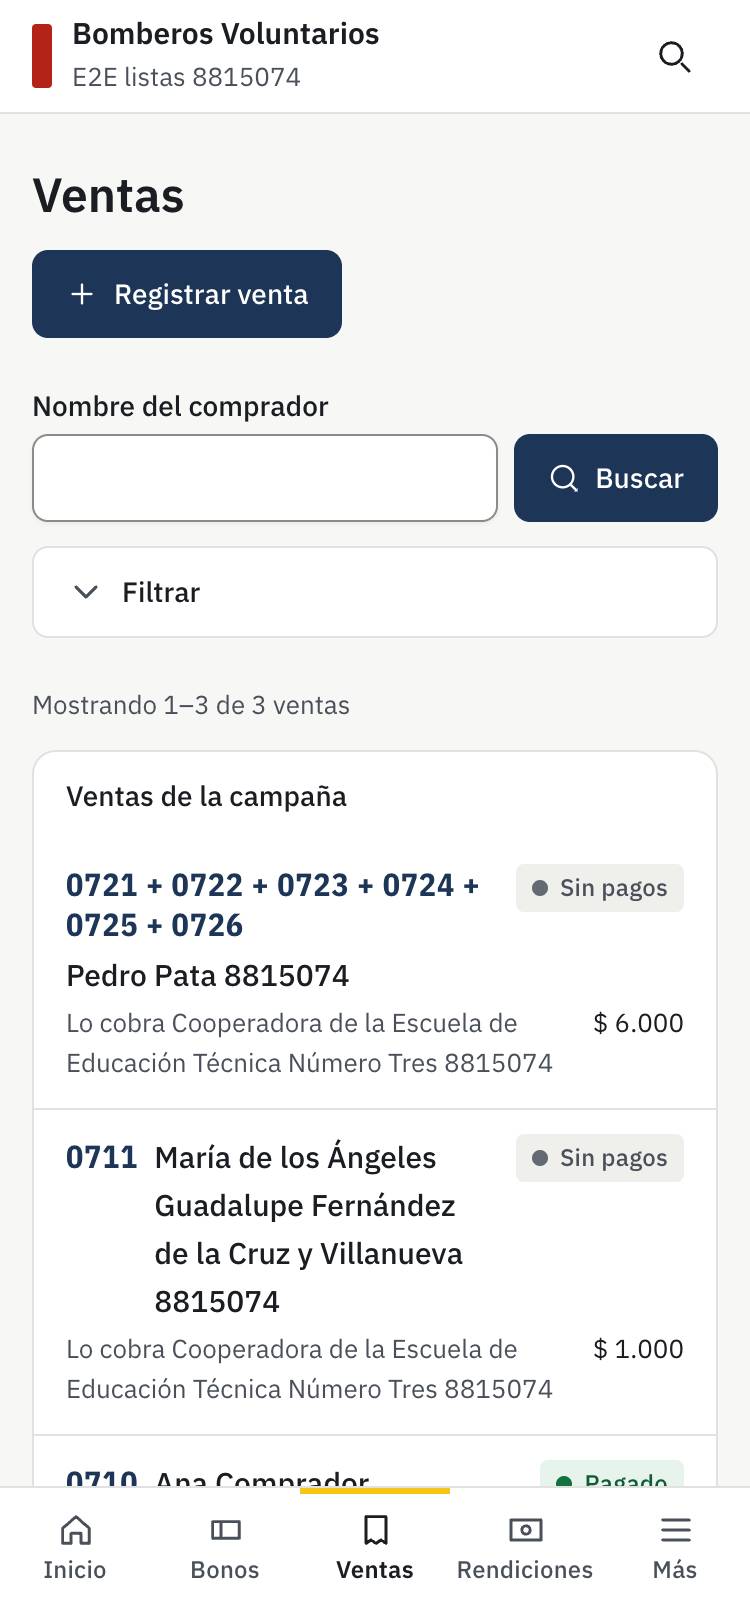 Bomberos Voluntarios
E2E listas 8815074
Ventas
Registrar venta
Nombre del comprador
Buscar
Filtrar
Mostrando 1–3 de 3 ventas
Ventas de la campaña
0721 + 0722 + 0723 + 0724 +
0725 + 0726
Sin pagos
Pedro Pata 8815074
Lo cobra Cooperadora de la Escuela de
Educación Técnica Número Tres 8815074
$ 6.000
0711 María de los Ángeles
Guadalupe Fernández
de la Cruz y Villanueva
8815074
Sin pagos
Lo cobra Cooperadora de la Escuela de
Educación Técnica Número Tres 8815074
$ 1.000
0710 Ana Comprador
Pagado
Inicio
Bonos
Ventas
Rendiciones
Más